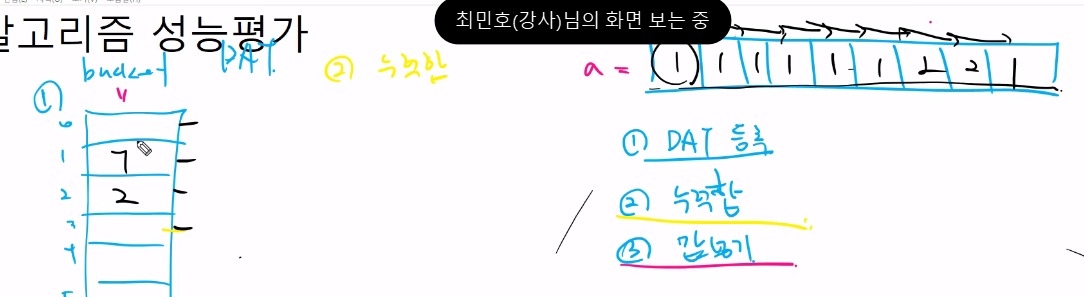 최민호(강사)님의 화면 보는 중
알고리즘 성능평가
bucket DAT
② 누적합
a = 1 1 1 1 1 1 2 2 1
①
0
1 7
2 2
3
4
5
① DAT 등록
② 누적합
③ 값넣기